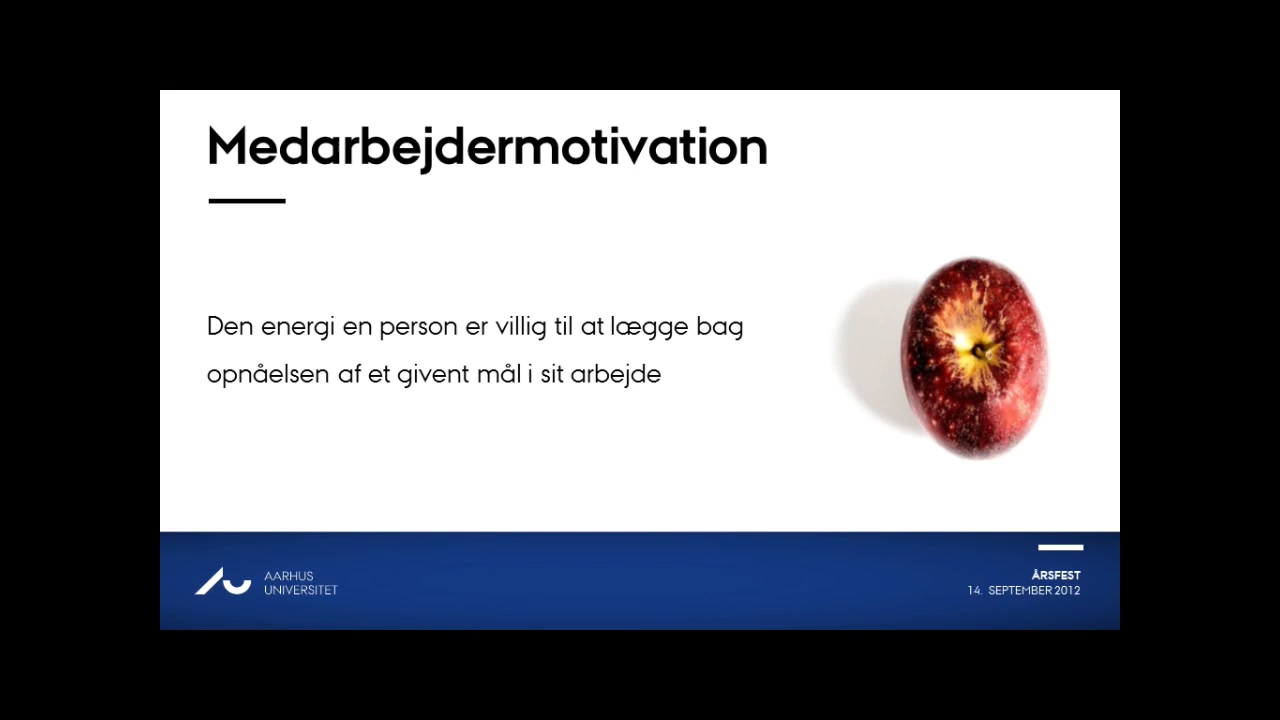 Medarbejdermotivation
Den energi en person er villig til at lægge bag
opnåelsen af et givent mål i sit arbejde
AARHUS
UNIVERSITET
ÅRSFEST
14. SEPTEMBER 2012